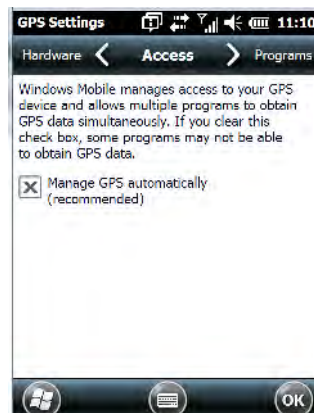 GPS Settings 11:10
Hardware Access Programs
Windows Mobile manages access to your GPS
device and allows multiple programs to obtain
GPS data simultaneously. If you clear this
check box, some programs may not be able
to obtain GPS data.
Manage GPS automatically
(recommended)
OK